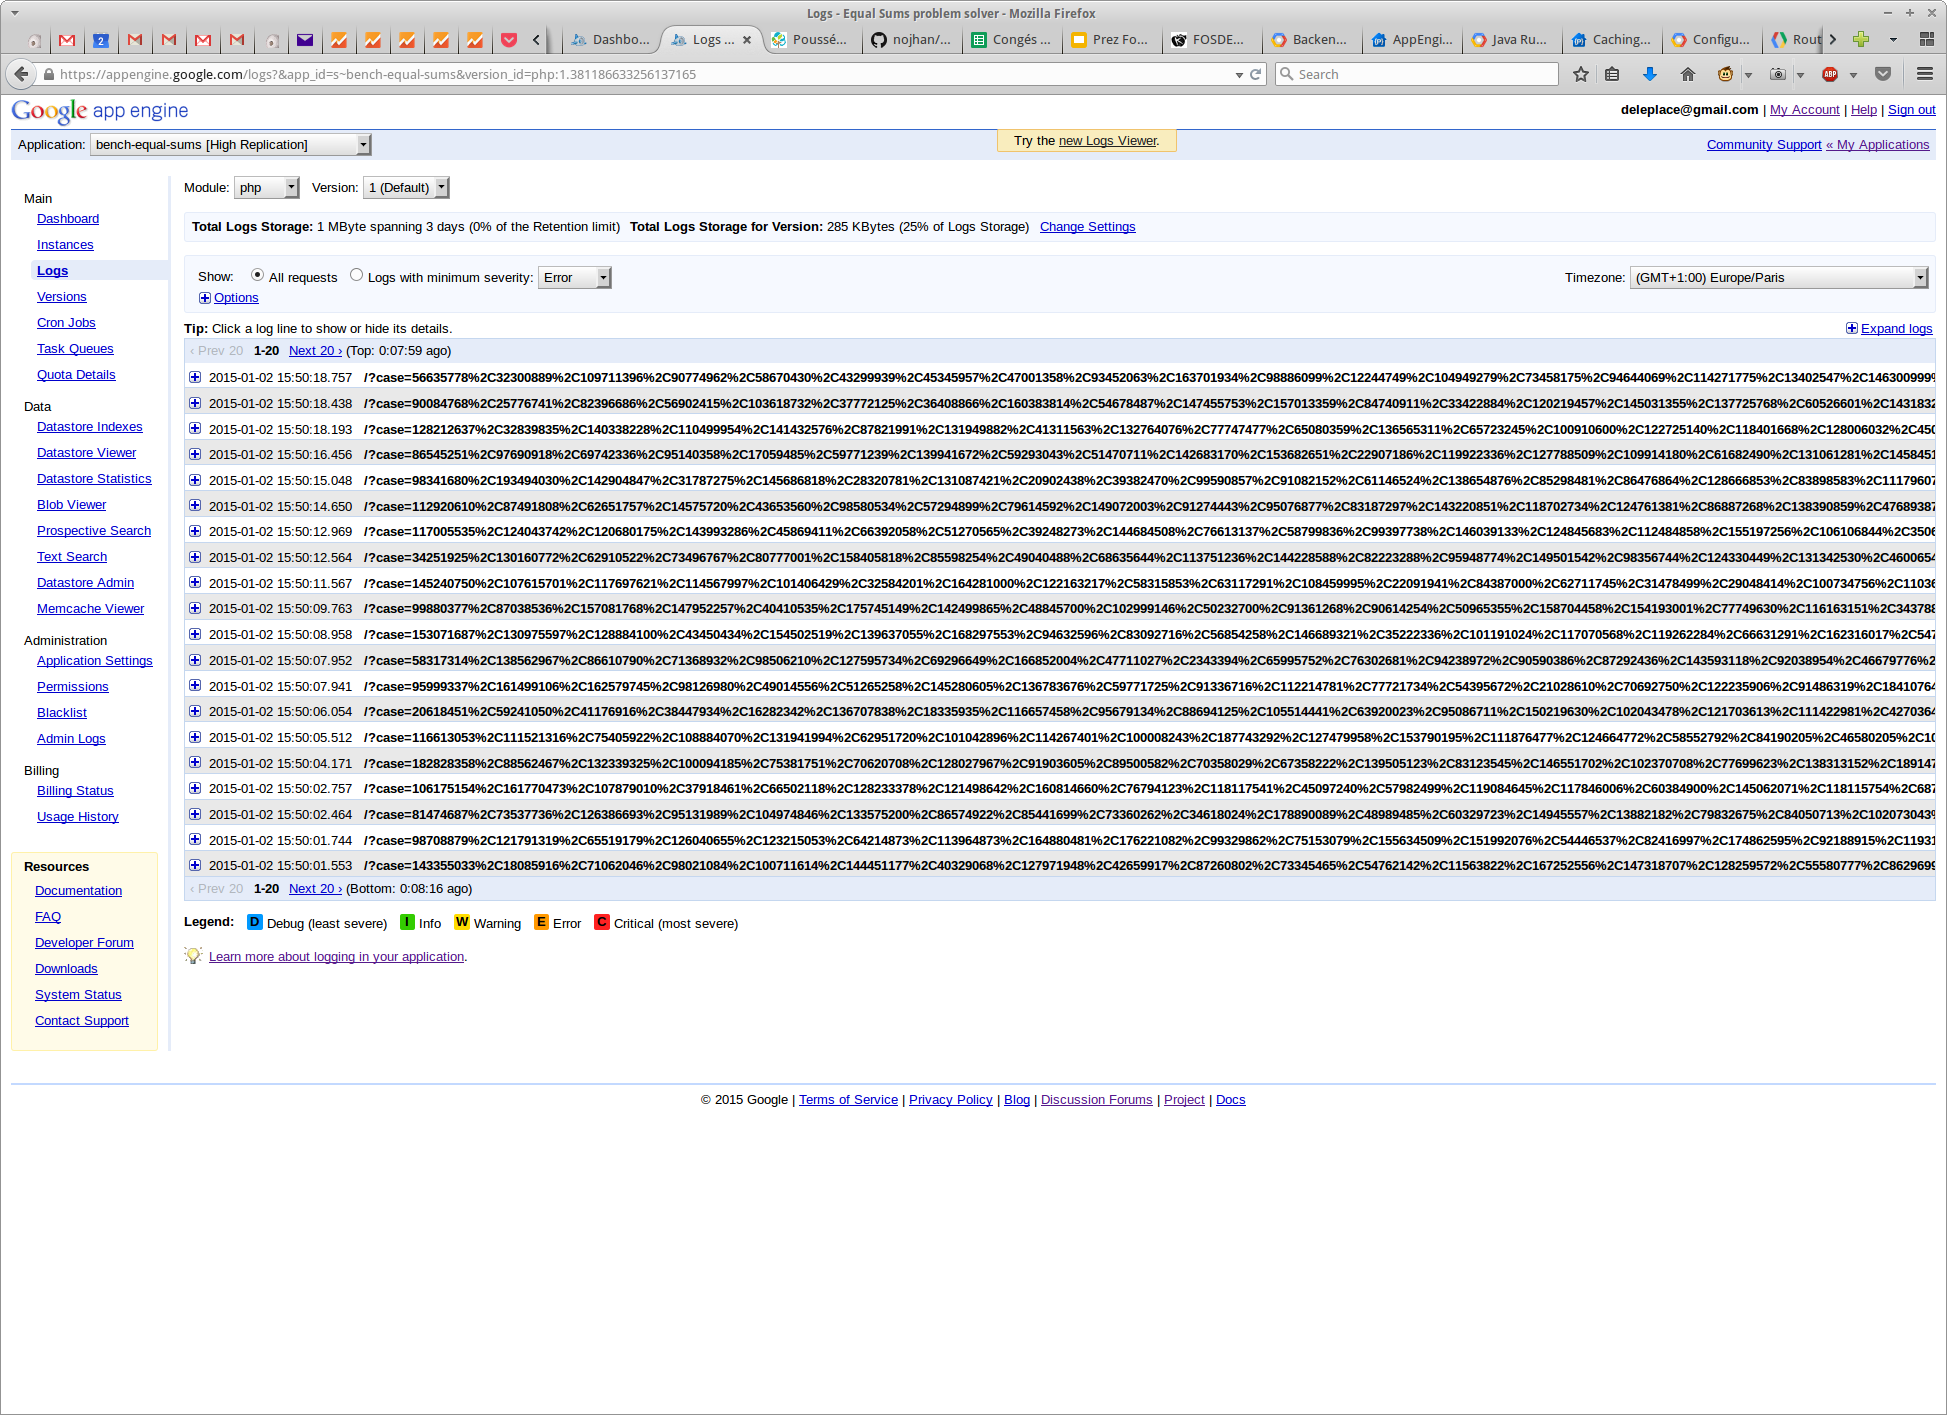 Logs - Equal Sums problem solver - Mozilla Firefox
2 Dashbo... Logs ... Poussé... nojhan/... Congés ... Prez Fo... FOSDE... Backen... AppEngi... Java Ru... Caching... Configu... Rout
https://appengine.google.com/logs?&app_id=s~bench-equal-sums&version_id=php:1.381186633256137165
Search
ABP
Google app engine
deleplace@gmail.com | My Account | Help | Sign out
Application: bench-equal-sums [High Replication]
Try the new Logs Viewer.
Community Support « My Applications
Main
Dashboard
Instances
Logs
Versions
Cron Jobs
Task Queues
Quota Details
Data
Datastore Indexes
Datastore Viewer
Datastore Statistics
Blob Viewer
Prospective Search
Text Search
Datastore Admin
Memcache Viewer
Administration
Application Settings
Permissions
Blacklist
Admin Logs
Billing
Billing Status
Usage History
Resources
Documentation
FAQ
Developer Forum
Downloads
System Status
Contact Support
Module: php Version: 1 (Default)
Total Logs Storage: 1 MByte spanning 3 days (0% of the Retention limit) Total Logs Storage for Version: 285 KBytes (25% of Logs Storage) Change Settings
Show: All requests Logs with minimum severity: Error
Timezone: (GMT+1:00) Europe/Paris
Options
Tip: Click a log line to show or hide its details.
Expand logs
‹ Prev 20 1-20 Next 20 › (Top: 0:07:59 ago)
2015-01-02 15:50:18.757 /?case=56635778%2C32300889%2C109711396%2C90774962%2C58670430%2C43299939%2C45345957%2C47001358%2C93452063%2C163701934%2C98886099%2C12244749%2C104949279%2C73458175%2C94644069%2C114271775%2C13402547%2C146300999%
2015-01-02 15:50:18.438 /?case=90084768%2C25776741%2C82396686%2C56902415%2C103618732%2C37772125%2C36408866%2C160383814%2C54678487%2C147455753%2C157013359%2C84740911%2C33422884%2C120219457%2C145031355%2C137725768%2C60526601%2C1431832
2015-01-02 15:50:18.193 /?case=128212637%2C32839835%2C140338228%2C110499954%2C141432576%2C87821991%2C131949882%2C41311563%2C132764076%2C77747477%2C65080359%2C136565311%2C65723245%2C100910600%2C122725140%2C118401668%2C128006032%2C450
2015-01-02 15:50:16.456 /?case=86545251%2C97690918%2C69742336%2C95140358%2C17059485%2C59771239%2C139941672%2C59293043%2C51470711%2C142683170%2C153682651%2C22907186%2C119922336%2C127788509%2C109914180%2C61682490%2C131061281%2C1458451
2015-01-02 15:50:15.048 /?case=98341680%2C193494030%2C142904847%2C31787275%2C145686818%2C28320781%2C131087421%2C20902438%2C39382470%2C99590857%2C91082152%2C61146524%2C138654876%2C85298481%2C86476864%2C128666853%2C83898583%2C11179607
2015-01-02 15:50:14.650 /?case=112920610%2C87491808%2C62651757%2C14575720%2C43653560%2C98580534%2C57294899%2C79614592%2C149072003%2C91274443%2C95076877%2C83187297%2C143220851%2C118702734%2C124761381%2C86887268%2C138390859%2C47689387
2015-01-02 15:50:12.969 /?case=117005535%2C124043742%2C120680175%2C143993286%2C45869411%2C66392058%2C51270565%2C39248273%2C144684508%2C76613137%2C58799836%2C99397738%2C146039133%2C124845683%2C112484858%2C155197256%2C106106844%2C3506
2015-01-02 15:50:12.564 /?case=34251925%2C130160772%2C62910522%2C73496767%2C80777001%2C158405818%2C85598254%2C49040488%2C68635644%2C113751236%2C144228588%2C82223288%2C95948774%2C149501542%2C98356744%2C124330449%2C131342530%2C4600654
2015-01-02 15:50:11.567 /?case=145240750%2C107615701%2C117697621%2C114567997%2C101406429%2C32584201%2C164281000%2C122163217%2C58315853%2C63117291%2C108459995%2C22091941%2C84387000%2C62711745%2C31478499%2C29048414%2C100734756%2C11036
2015-01-02 15:50:09.763 /?case=99880377%2C87038536%2C157081768%2C147952257%2C40410535%2C175745149%2C142499865%2C48845700%2C102999146%2C50232700%2C91361268%2C90614254%2C50965355%2C158704458%2C154193001%2C77749630%2C116163151%2C343788
2015-01-02 15:50:08.958 /?case=153071687%2C130975597%2C128884100%2C43450434%2C154502519%2C139637055%2C168297553%2C94632596%2C83092716%2C56854258%2C146689321%2C35222336%2C101191024%2C117070568%2C119262284%2C66631291%2C162316017%2C547
2015-01-02 15:50:07.952 /?case=58317314%2C138562967%2C86610790%2C71368932%2C98506210%2C127595734%2C69296649%2C166852004%2C47711027%2C2343394%2C65995752%2C76302681%2C94238972%2C90590386%2C87292436%2C143593118%2C92038954%2C46679776%2
2015-01-02 15:50:07.941 /?case=95999337%2C161499106%2C162579745%2C98126980%2C49014556%2C51265258%2C145280605%2C136783676%2C59771725%2C91336716%2C112214781%2C77721734%2C54395672%2C21028610%2C70692750%2C122235906%2C91486319%2C18410764
2015-01-02 15:50:06.054 /?case=20618451%2C59241050%2C41176916%2C38447934%2C16282342%2C136707838%2C18335935%2C116657458%2C95679134%2C88694125%2C105514441%2C63920023%2C95086711%2C150219630%2C102043478%2C121703613%2C111422981%2C4270364
2015-01-02 15:50:05.512 /?case=116613053%2C111521316%2C75405922%2C108884070%2C131941994%2C62951720%2C101042896%2C114267401%2C100008243%2C187743292%2C127479958%2C153790195%2C111876477%2C124664772%2C58552792%2C84190205%2C46580205%2C10
2015-01-02 15:50:04.171 /?case=182828358%2C88562467%2C132339325%2C100094185%2C75381751%2C70620708%2C128027967%2C91903605%2C89500582%2C70358029%2C67358222%2C139505123%2C83123545%2C146551702%2C102370708%2C77699623%2C138313152%2C189147
2015-01-02 15:50:02.757 /?case=106175154%2C161770473%2C107879010%2C37918461%2C66502118%2C128233378%2C121498642%2C160814660%2C76794123%2C118117541%2C45097240%2C57982499%2C119084645%2C117846006%2C60384900%2C145062071%2C118115754%2C687
2015-01-02 15:50:02.464 /?case=81474687%2C73537736%2C126386693%2C95131989%2C104974846%2C133575200%2C86574922%2C85441699%2C73360262%2C34618024%2C178890089%2C48989485%2C60329723%2C14945557%2C13882182%2C79832675%2C84050713%2C102073043%
2015-01-02 15:50:01.744 /?case=98708879%2C121791319%2C65519179%2C126040655%2C123215053%2C64214873%2C113964873%2C164880481%2C176221082%2C99329862%2C75153079%2C155634509%2C151992076%2C54446537%2C82416997%2C174862595%2C92188915%2C11931
2015-01-02 15:50:01.553 /?case=143355033%2C18085916%2C71062046%2C98021084%2C100711614%2C144451177%2C40329068%2C127971948%2C42659917%2C87260802%2C73345465%2C54762142%2C11563822%2C167252556%2C147318707%2C128259572%2C55580777%2C8629699
‹ Prev 20 1-20 Next 20 › (Bottom: 0:08:16 ago)
Legend: D Debug (least severe) I Info W Warning E Error C Critical (most severe)
Learn more about logging in your application.
© 2015 Google | Terms of Service | Privacy Policy | Blog | Discussion Forums | Project | Docs